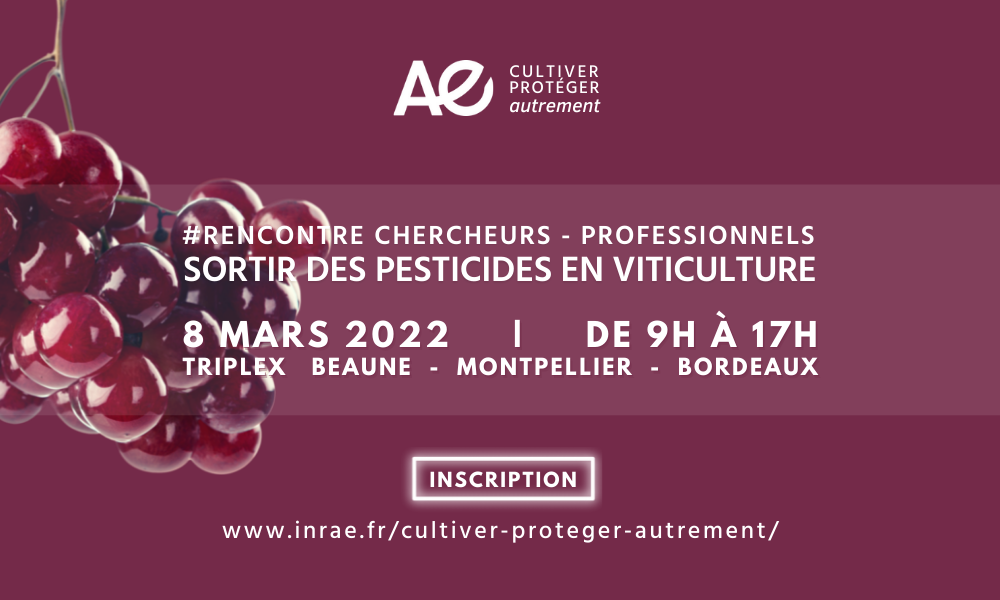 AE
CULTIVER
PROTÉGER
autrement
#RENCONTRE CHERCHEURS - PROFESSIONNELS
SORTIR DES PESTICIDES EN VITICULTURE
8 MARS 2022 | DE 9H À 17H
TRIPLEX BEAUNE - MONTPELLIER - BORDEAUX
INSCRIPTION
www.inrae.fr/cultiver-proteger-autrement/